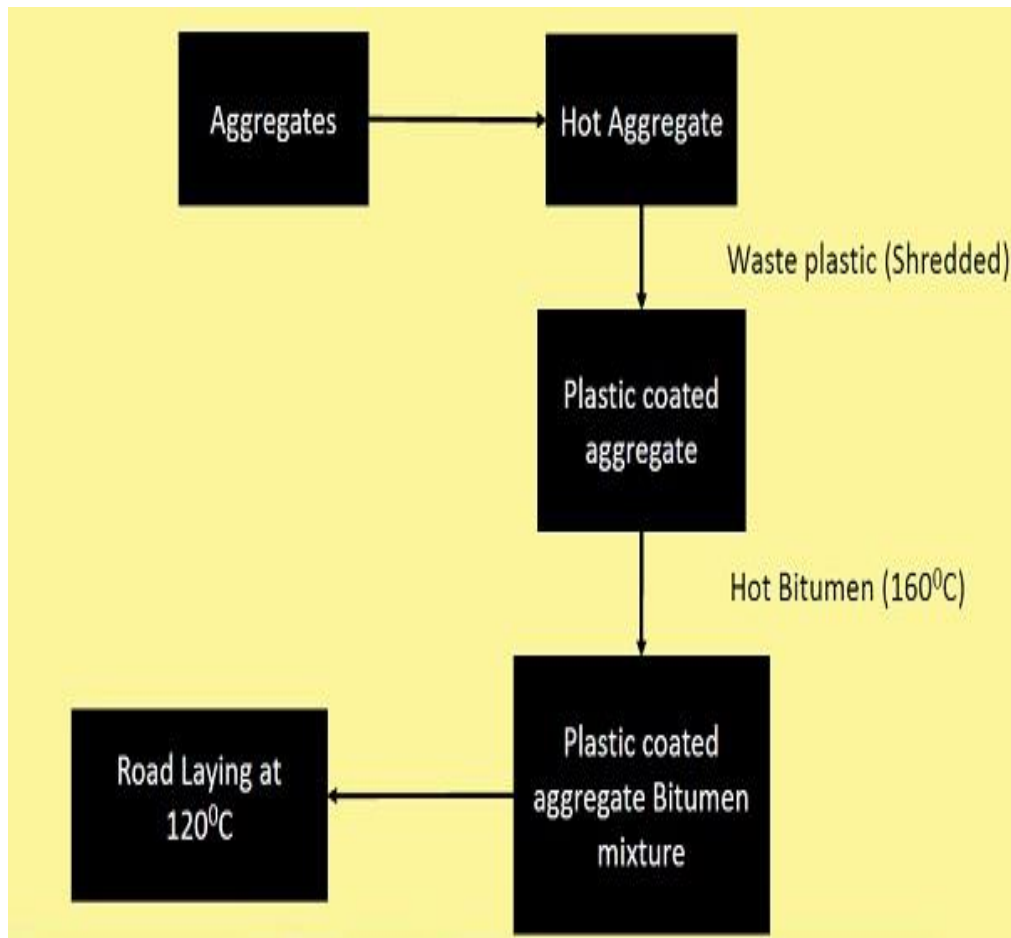 Aggregates
Hot Aggregate
Waste plastic (Shredded)
Plastic coated
aggregate
Hot Bitumen (160⁰C)
Plastic coated
aggregate Bitumen
mixture
Road Laying at
120⁰C